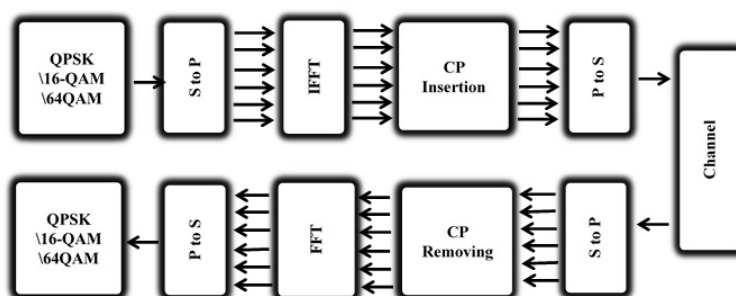 QPSK
\16-QAM
\64QAM
S to P
IFFT
CP
Insertion
P to S
Channel
QPSK
\16-QAM
\64QAM
P to S
FFT
CP
Removing
S to P